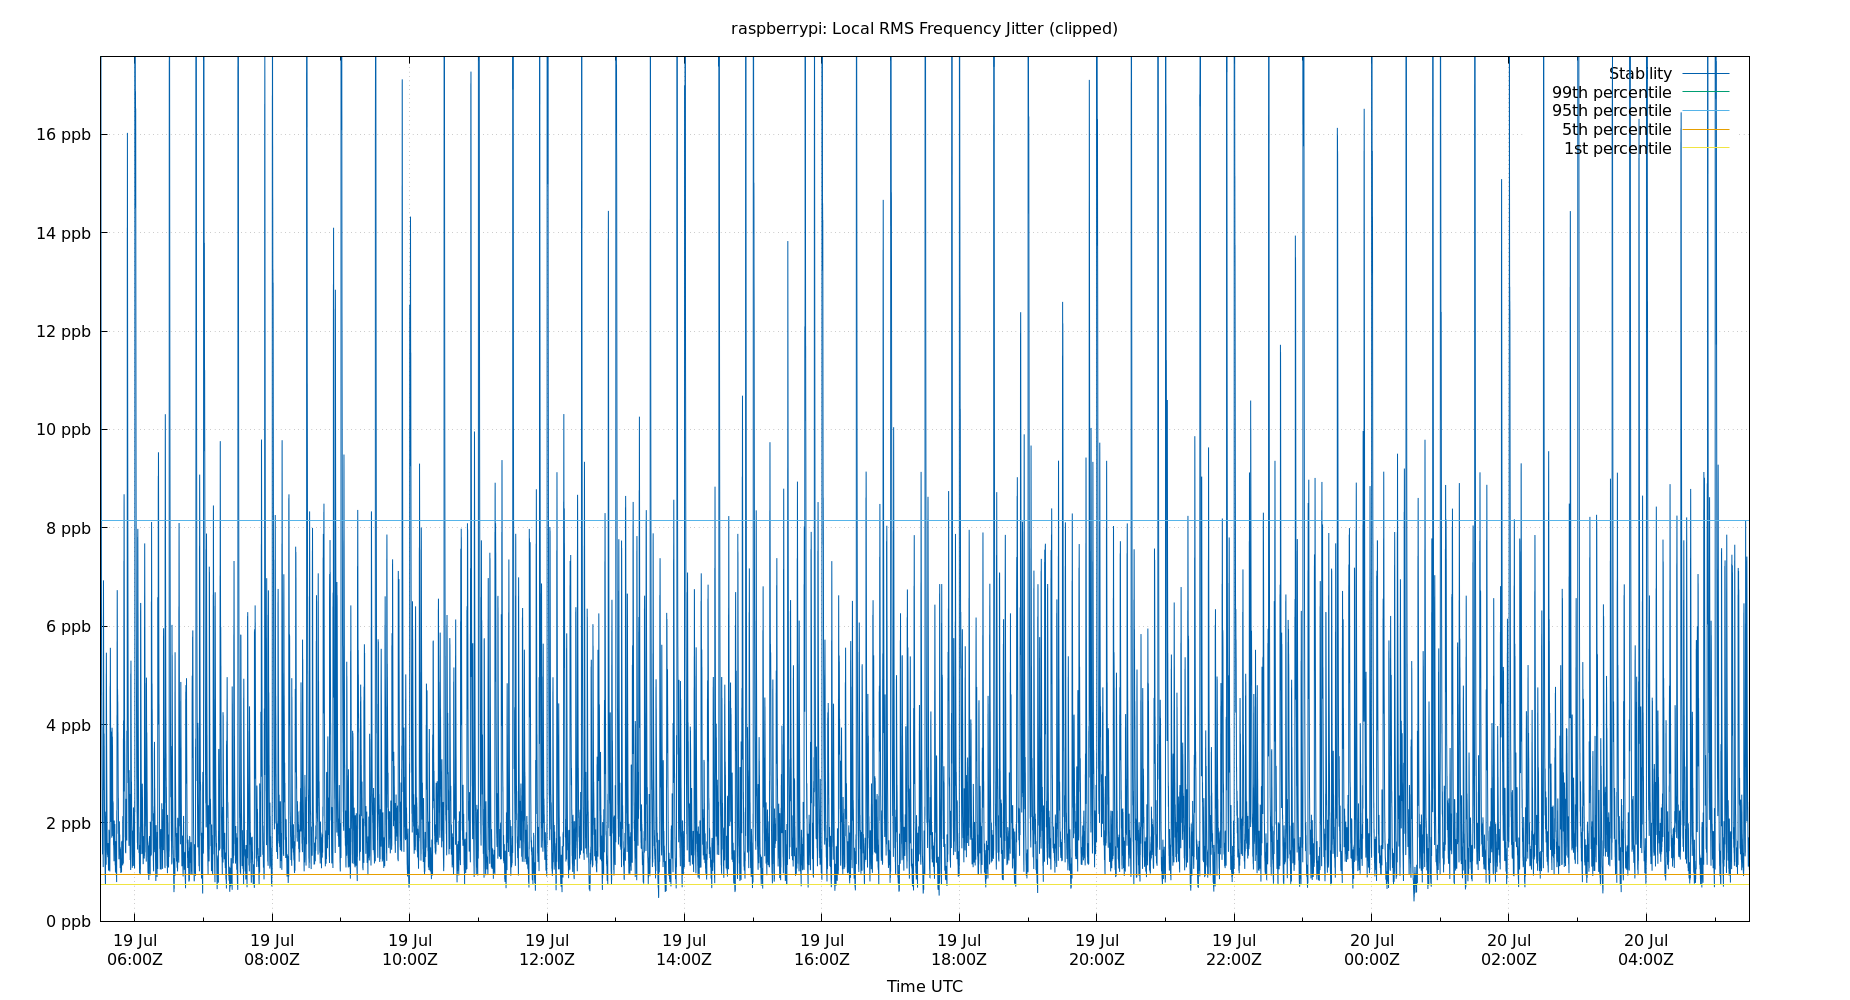 raspberrypi: Local RMS Frequency Jitter (clipped)
Stability
99th percentile
95th percentile
5th percentile
1st percentile
16 ppb
14 ppb
12 ppb
10 ppb
8 ppb
6 ppb
4 ppb
2 ppb
0 ppb
19 Jul 19 Jul 19 Jul 19 Jul 19 Jul 19 Jul 19 Jul 19 Jul 19 Jul 20 Jul 20 Jul 20 Jul
06:00Z 08:00Z 10:00Z 12:00Z 14:00Z 16:00Z 18:00Z 20:00Z 22:00Z 00:00Z 02:00Z 04:00Z
Time UTC